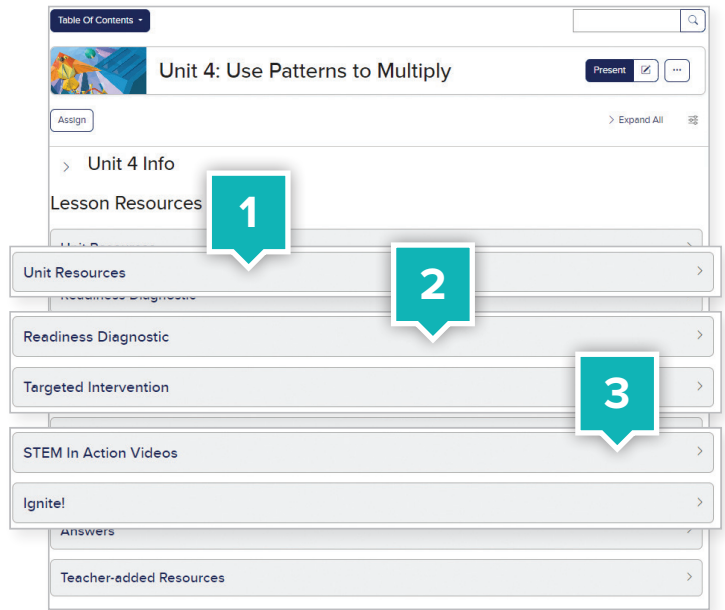 Table Of Contents
Unit 4: Use Patterns to Multiply
Present
Assign
Expand All
Unit 4 Info
Lesson Resources
1
Unit Resources
2
Readiness Diagnostic
Targeted Intervention
3
STEM In Action Videos
Ignite!
Answers
Teacher-added Resources